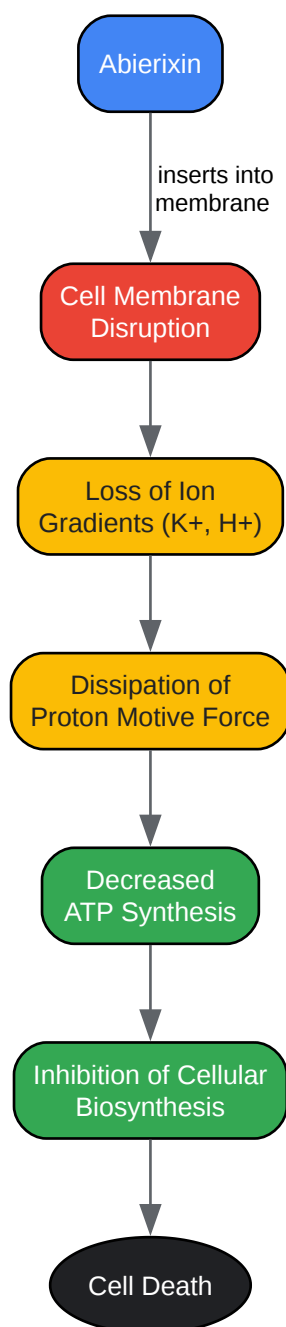 Abierixin
inserts into
membrane
Cell Membrane
Disruption
Loss of Ion
Gradients (K+, H+)
Dissipation of
Proton Motive Force
Decreased
ATP Synthesis
Inhibition of Cellular
Biosynthesis
Cell Death